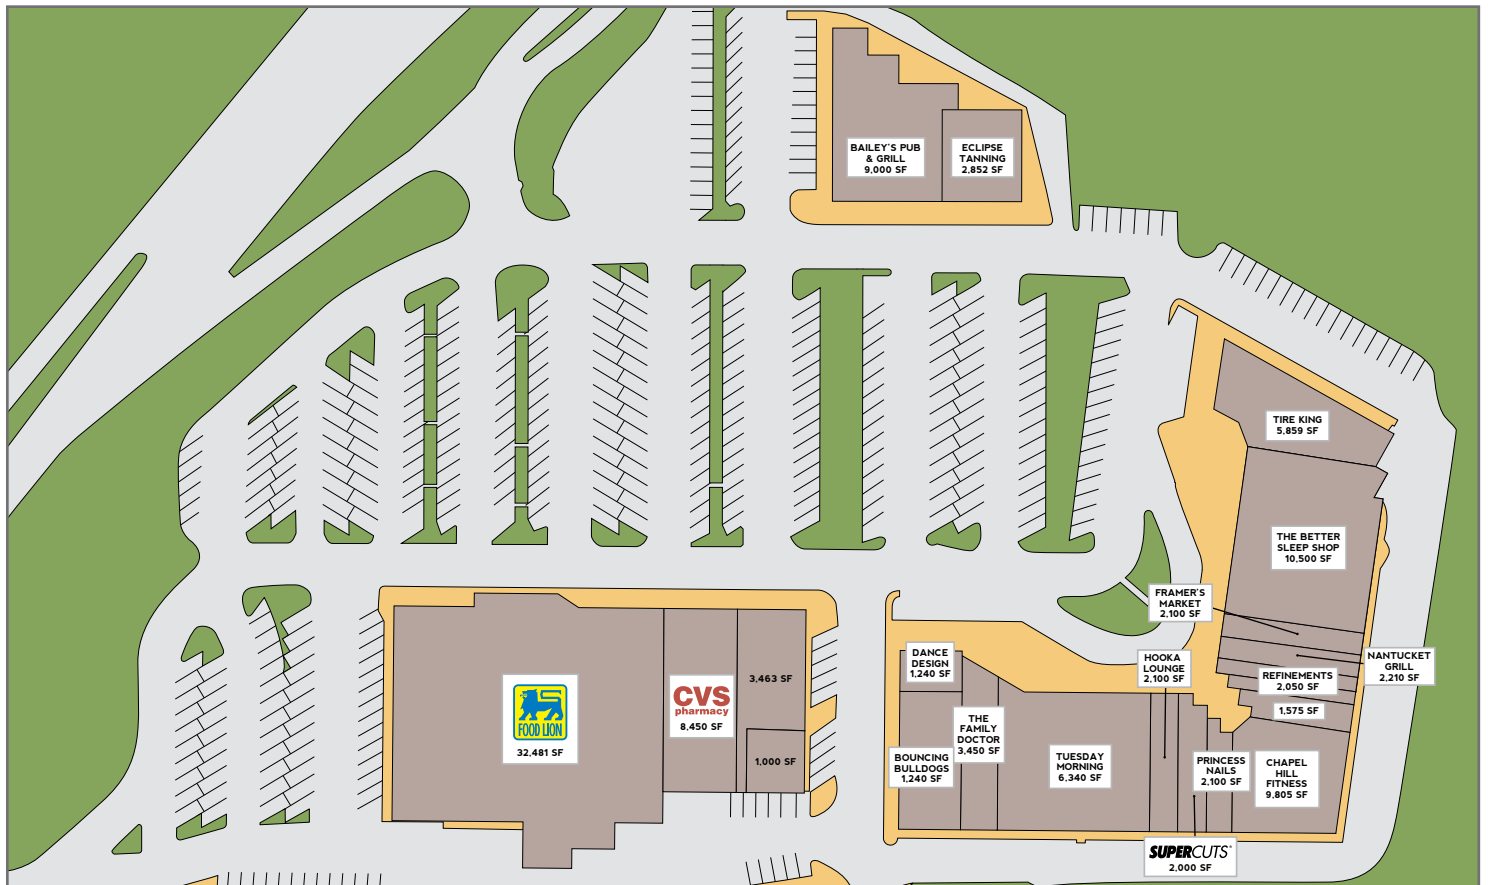 BAILEY'S PUB
& GRILL
9,000 SF
ECLIPSE
TANNING
2,852 SF
TIRE KING
5,859 SF
THE BETTER
SLEEP SHOP
10,500 SF
FRAMER'S
MARKET
2,100 SF
NANTUCKET
GRILL
2,210 SF
REFINEMENTS
2,050 SF
1,575 SF
HOOKA
LOUNGE
2,100 SF
DANCE
DESIGN
1,240 SF
THE
FAMILY
DOCTOR
3,450 SF
BOUNCING
BULLDOGS
1,240 SF
TUESDAY
MORNING
6,340 SF
PRINCESS
NAILS
2,100 SF
CHAPEL
HILL
FITNESS
9,805 SF
SUPERCUTS
2,000 SF
FOOD LION
32,481 SF
CVS
pharmacy
8,450 SF
3,463 SF
1,000 SF